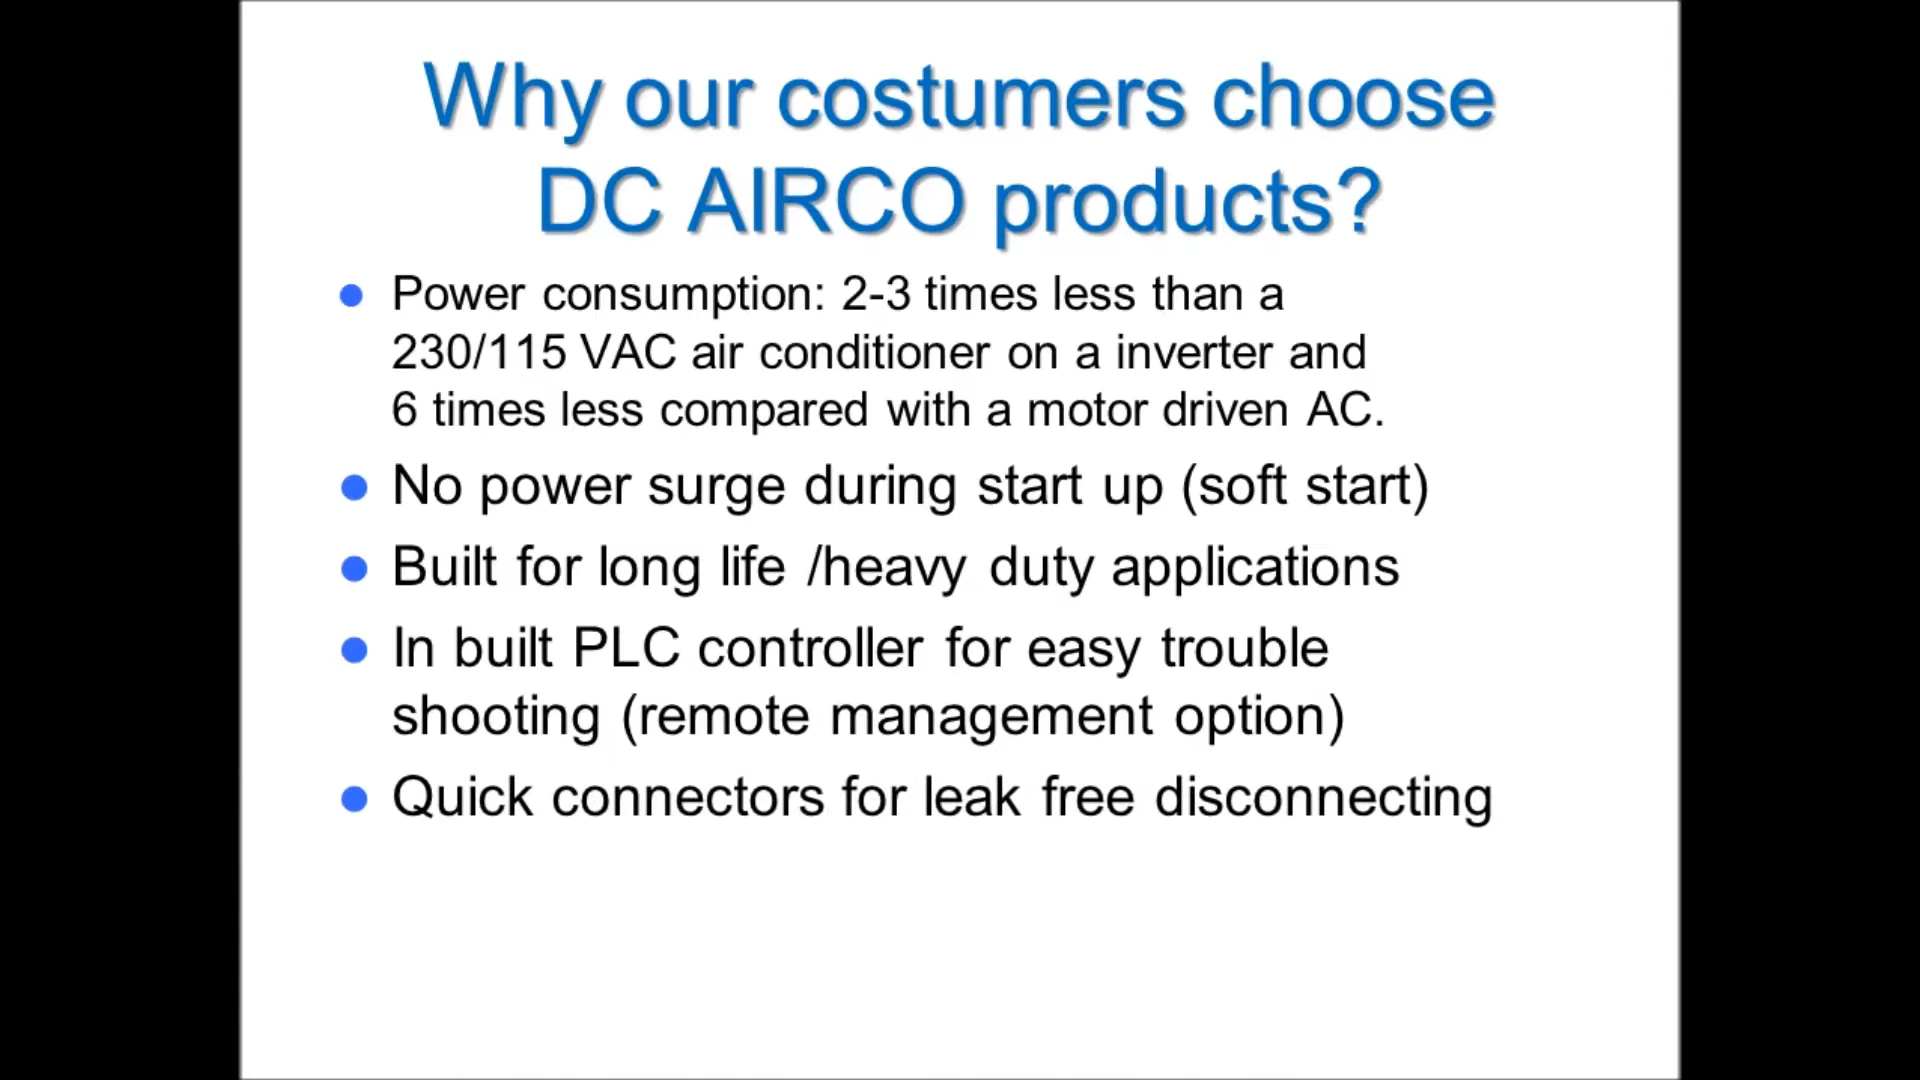 Why our costumers choose
DC AIRCO products?
Power consumption: 2-3 times less than a
230/115 VAC air conditioner on a inverter and
6 times less compared with a motor driven AC.
No power surge during start up (soft start)
Built for long life /heavy duty applications
In built PLC controller for easy trouble
shooting (remote management option)
Quick connectors for leak free disconnecting